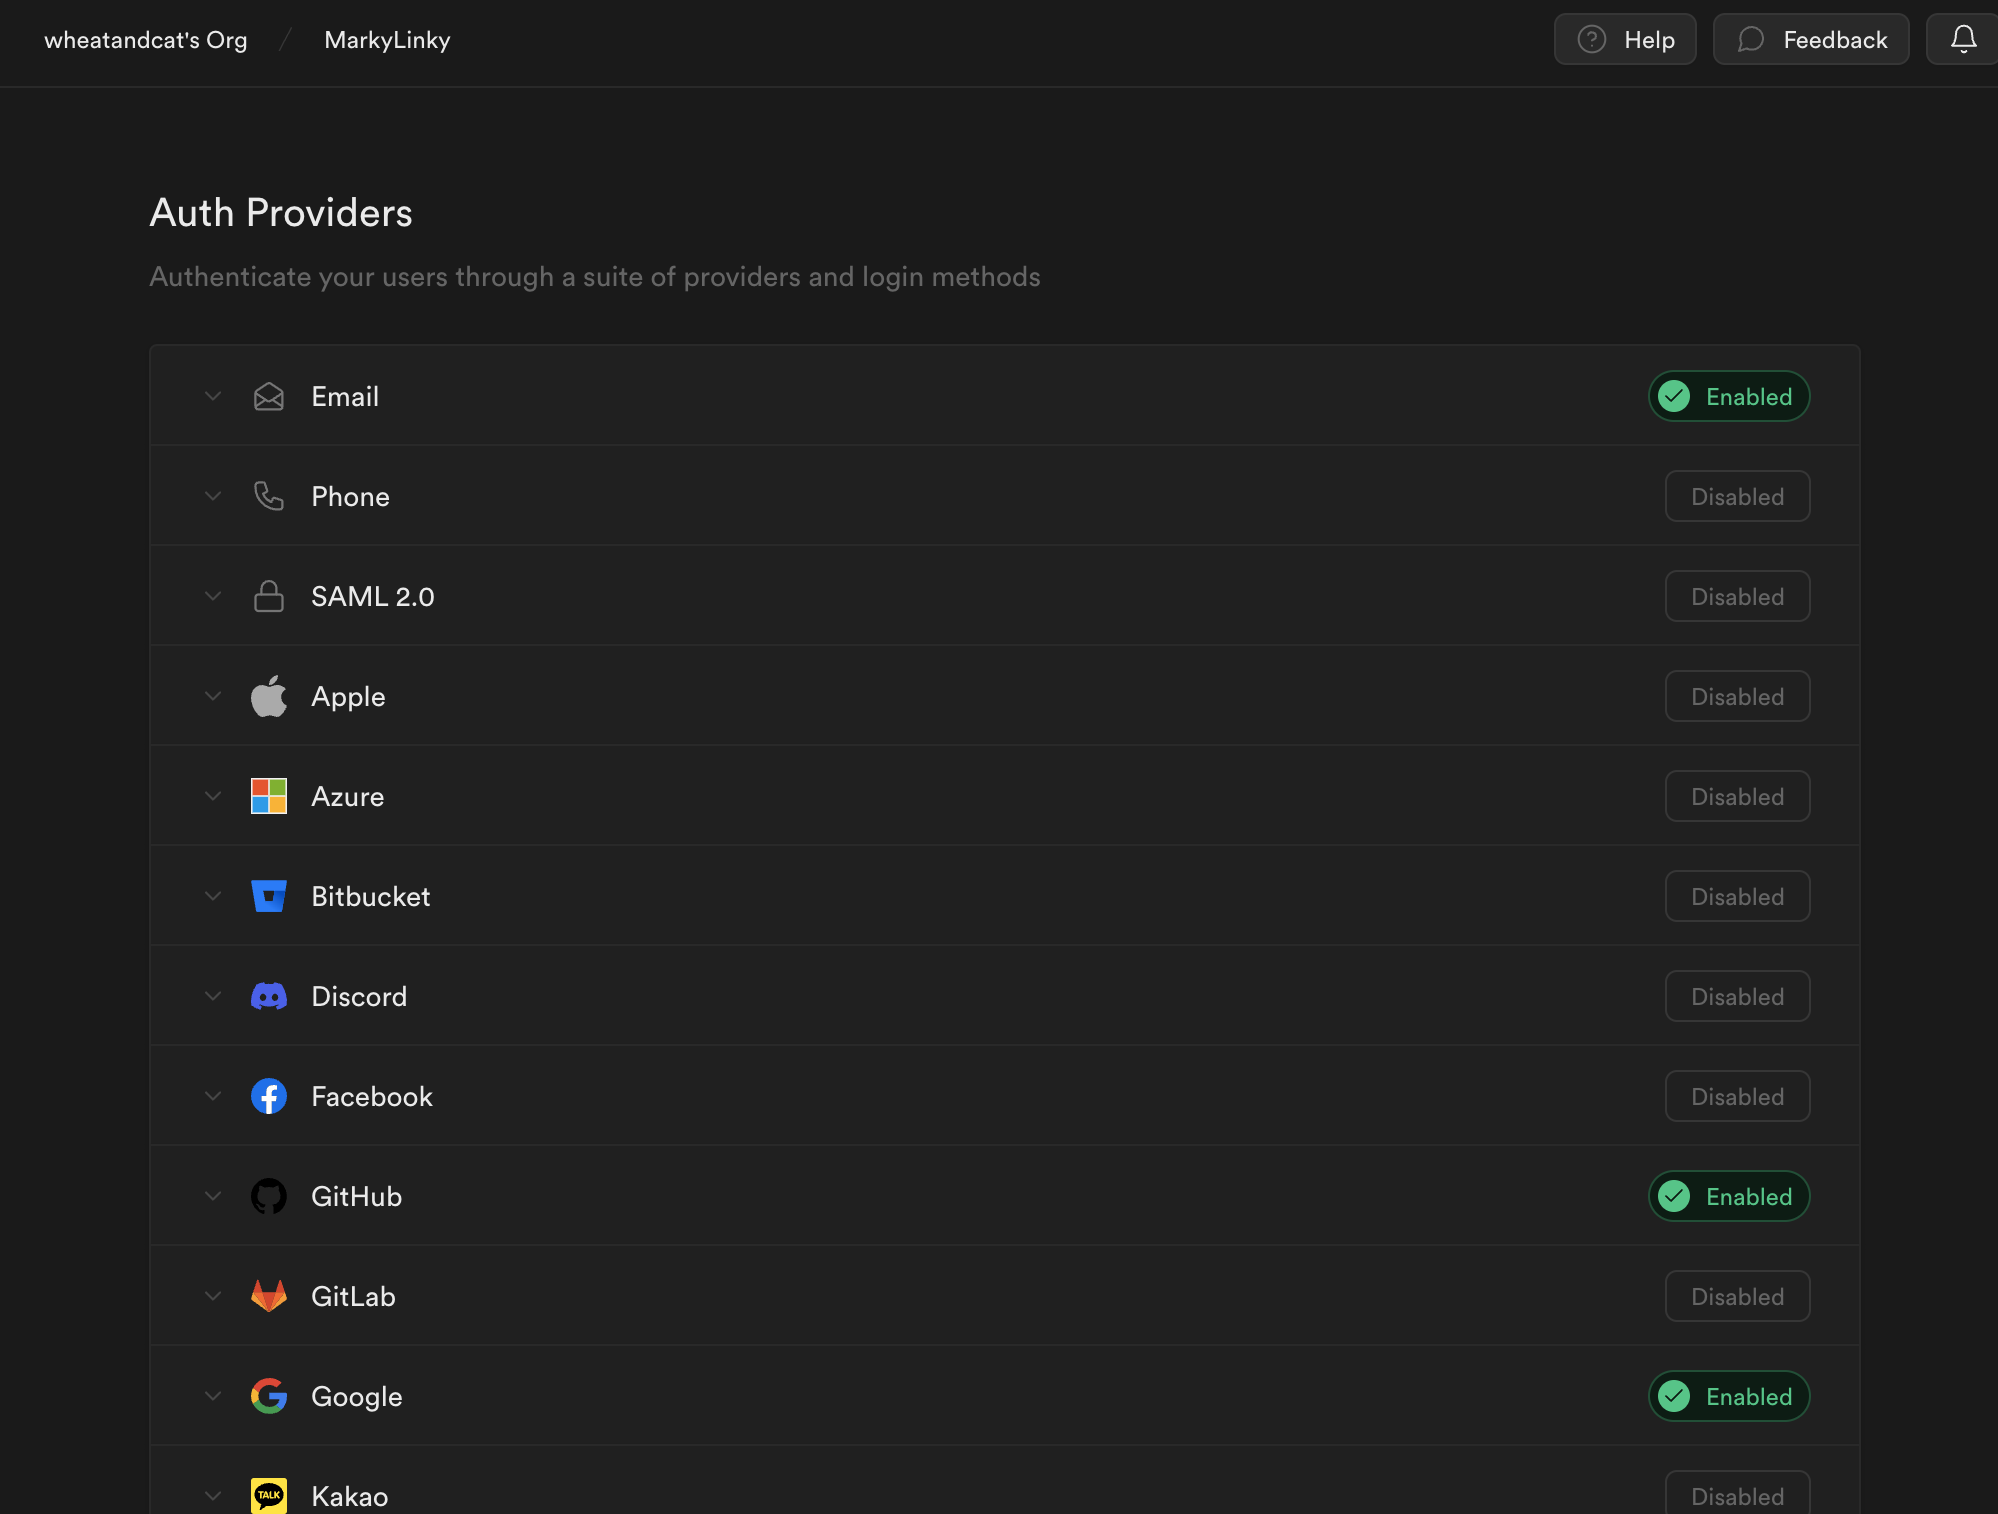 wheatandcat's Org / MarkyLinky
Help
Feedback
Auth Providers
Authenticate your users through a suite of providers and login methods
Email Enabled
Phone Disabled
SAML 2.0 Disabled
Apple Disabled
Azure Disabled
Bitbucket Disabled
Discord Disabled
Facebook Disabled
GitHub Enabled
GitLab Disabled
Google Enabled
TALK Kakao Disabled